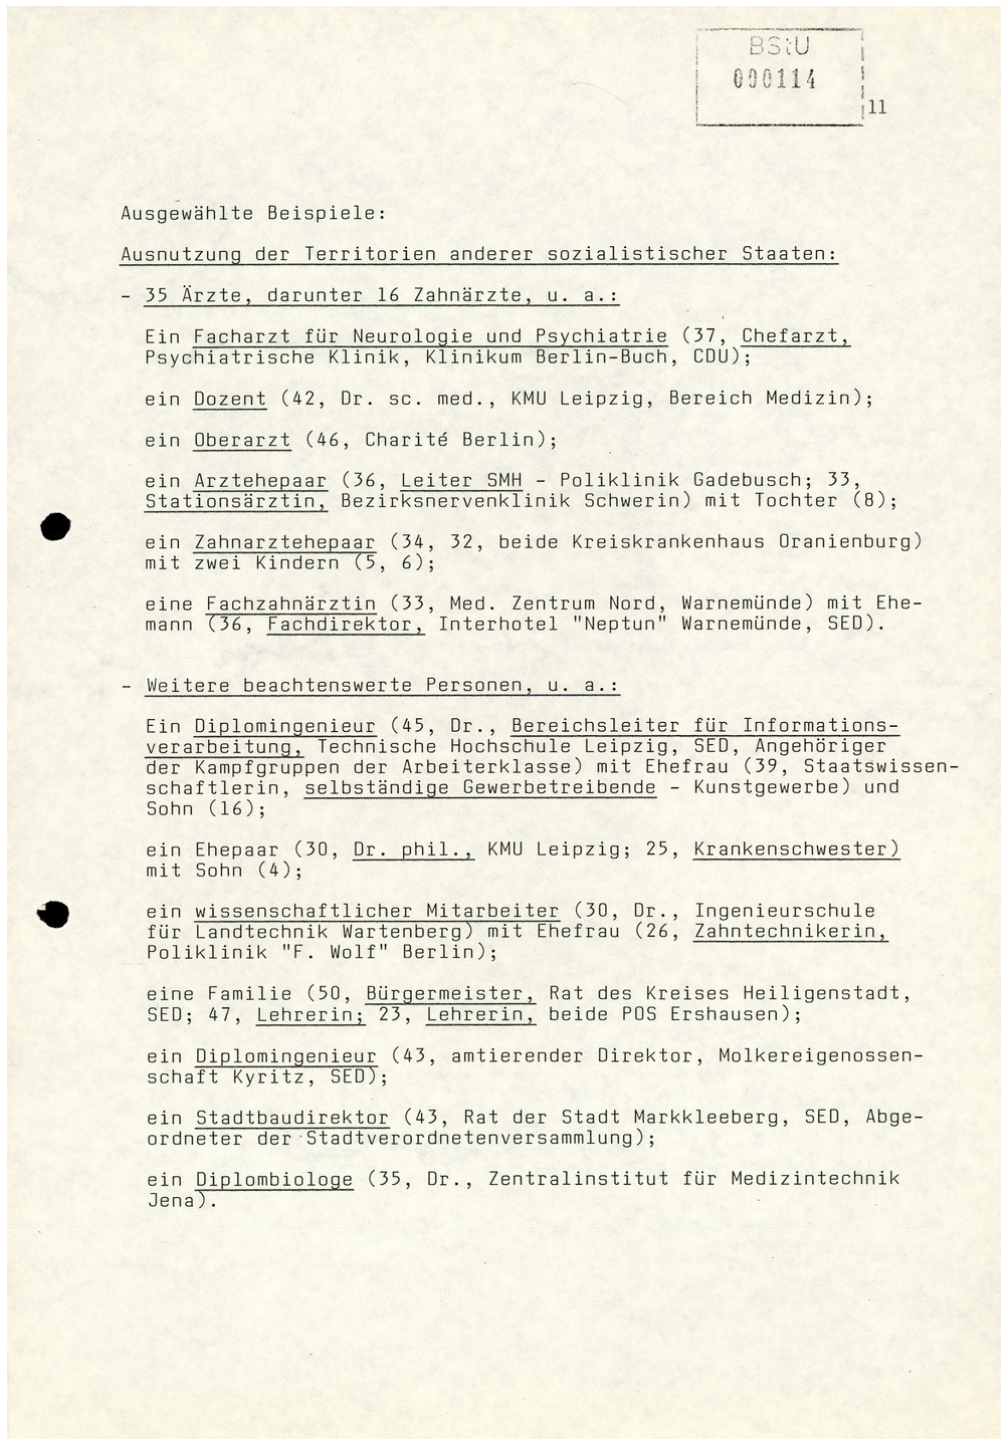 BStU
000114
11
Ausgewählte Beispiele:
Ausnutzung der Territorien anderer sozialistischer Staaten:
- 35 Ärzte, darunter 16 Zahnärzte, u. a.:
Ein Facharzt für Neurologie und Psychiatrie (37, Chefarzt,
Psychiatrische Klinik, Klinikum Berlin-Buch, CDU);
ein Dozent (42, Dr. sc. med., KMU Leipzig, Bereich Medizin);
ein Oberarzt (46, Charité Berlin);
ein Arztehepaar (36, Leiter SMH - Poliklinik Gadebusch; 33,
Stationsärztin, Bezirksnervenklinik Schwerin) mit Tochter (8);
ein Zahnarztehepaar (34, 32, beide Kreiskrankenhaus Oranienburg)
mit zwei Kindern (5, 6);
eine Fachzahnärztin (33, Med. Zentrum Nord, Warnemünde) mit Ehe-
mann (36, Fachdirektor, Interhotel "Neptun" Warnemünde, SED).
- Weitere beachtenswerte Personen, u. a.:
Ein Diplomingenieur (45, Dr., Bereichsleiter für Informations-
verarbeitung, Technische Hochschule Leipzig, SED, Angehöriger
der Kampfgruppen der Arbeiterklasse) mit Ehefrau (39, Staatswissen-
schaftlerin, selbständige Gewerbetreibende - Kunstgewerbe) und
Sohn (16);
ein Ehepaar (30, Dr. phil., KMU Leipzig; 25, Krankenschwester)
mit Sohn (4);
ein wissenschaftlicher Mitarbeiter (30, Dr., Ingenieurschule
für Landtechnik Wartenberg) mit Ehefrau (26, Zahntechnikerin,
Poliklinik "F. Wolf" Berlin);
eine Familie (50, Bürgermeister, Rat des Kreises Heiligenstadt,
SED; 47, Lehrerin; 23, Lehrerin, beide POS Ershausen);
ein Diplomingenieur (43, amtierender Direktor, Molkereigenossen-
schaft Kyritz, SED);
ein Stadtbaudirektor (43, Rat der Stadt Markkleeberg, SED, Abge-
ordneter der Stadtverordnetenversammlung);
ein Diplombiologe (35, Dr., Zentralinstitut für Medizintechnik
Jena).